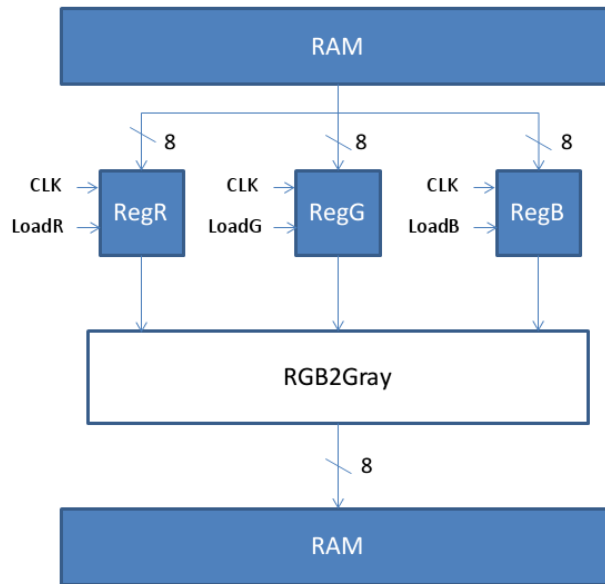 RAM
8 8 8
CLK CLK CLK
RegR RegG RegB
LoadR LoadG LoadB
RGB2Gray
8
RAM